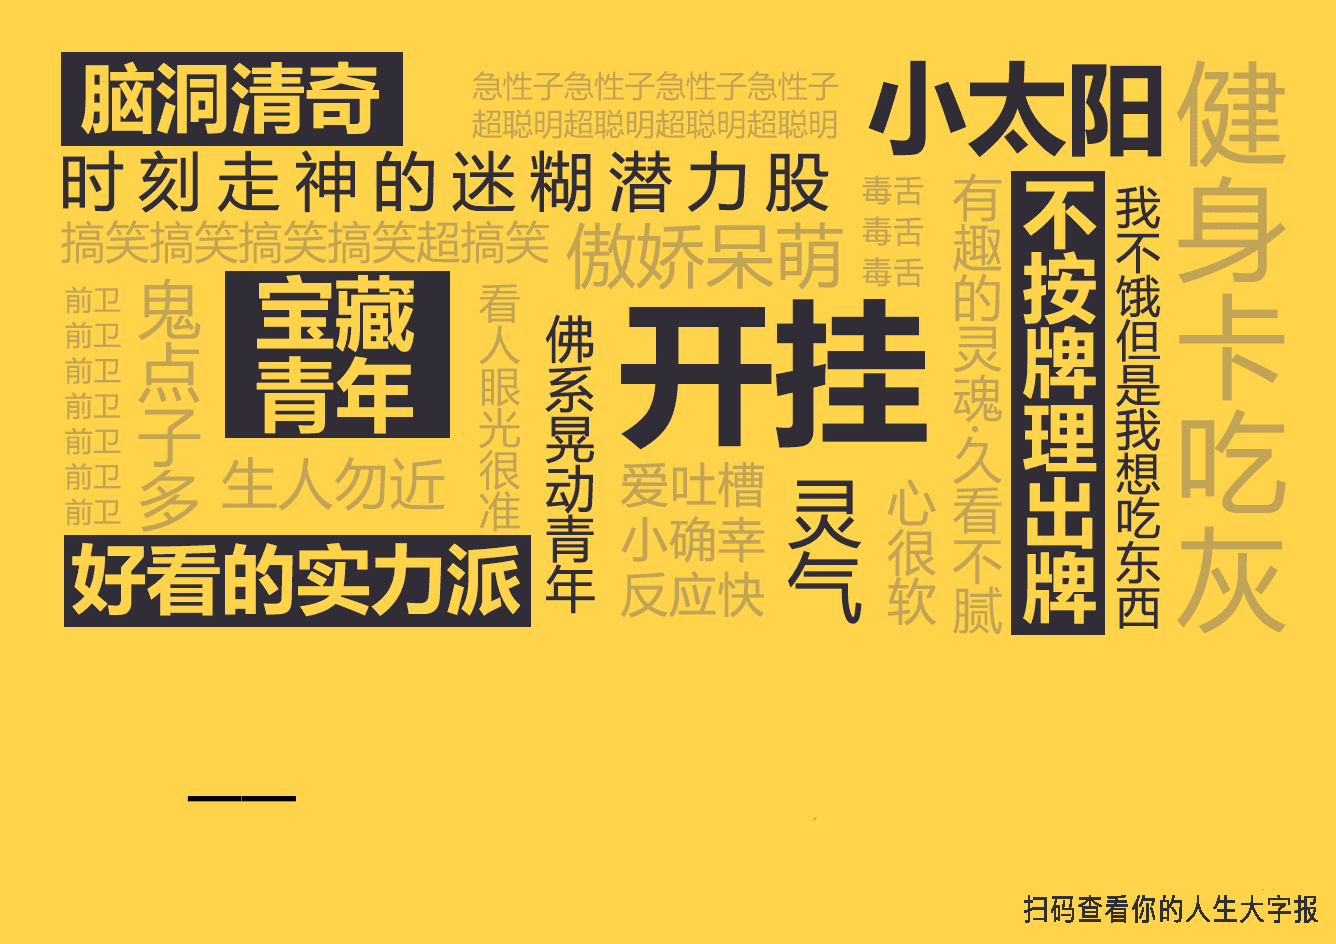 脑洞清奇
急性子急性子急性子急性子
超聪明超聪明超聪明超聪明
小太阳
健身卡吃灰
时刻走神的迷糊潜力股
毒舌
毒舌
毒舌
有趣的灵魂·久看不腻
不按牌理出牌
我不饿但是我想吃东西
搞笑搞笑搞笑搞笑超搞笑
傲娇呆萌
前卫
前卫
前卫
前卫
前卫
前卫
前卫
鬼点子多
宝藏
青年
看人眼光很准
佛系晃动青年
开挂
生人勿近
爱吐槽
小确幸
反应快
灵气
心很软
好看的实力派
——
扫码查看你的人生大字报